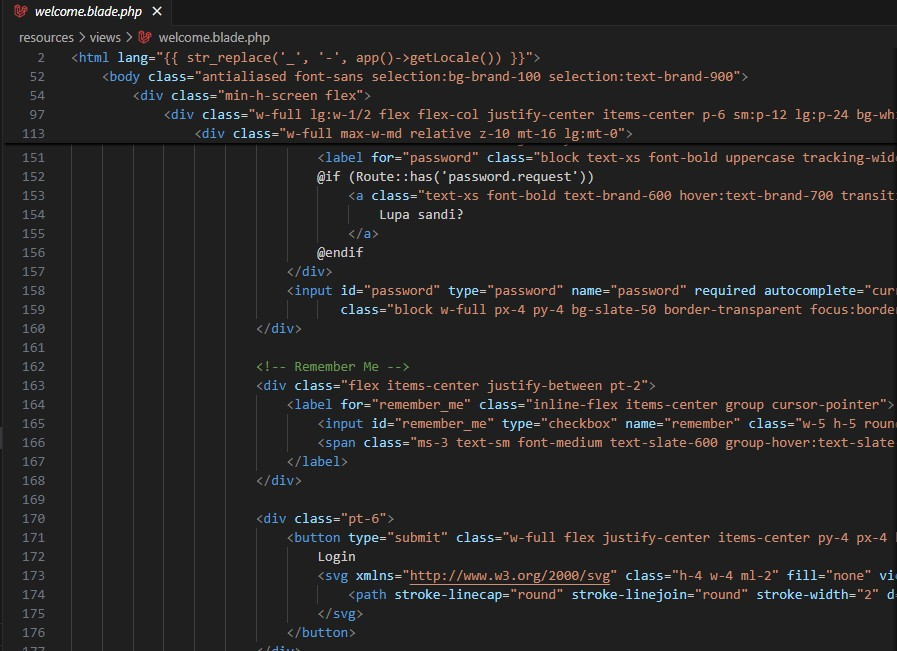 welcome.blade.php
resources > views > welcome.blade.php
2 <html lang="{{ str_replace('_', '-', app()->getLocale()) }}">
52 <body class="antialiased font-sans selection:bg-brand-100 selection:text-brand-900">
54 <div class="min-h-screen flex">
97 <div class="w-full lg:w-1/2 flex flex-col justify-center items-center p-6 sm:p-12 lg:p-24 bg-wh
113 <div class="w-full max-w-md relative z-10 mt-16 lg:mt-0">
151 <label for="password" class="block text-xs font-bold uppercase tracking-wid
152 @if (Route::has('password.request'))
153 <a class="text-xs font-bold text-brand-600 hover:text-brand-700 transit
154 Lupa sandi?
155 </a>
156 @endif
157 </div>
158 <input id="password" type="password" name="password" required autocomplete="cur
159 class="block w-full px-4 py-4 bg-slate-50 border-transparent focus:borde
160 </div>
161
162 <!-- Remember Me -->
163 <div class="flex items-center justify-between pt-2">
164 <label for="remember_me" class="inline-flex items-center group cursor-pointer">
165 <input id="remember_me" type="checkbox" name="remember" class="w-5 h-5 roun
166 <span class="ms-3 text-sm font-medium text-slate-600 group-hover:text-slate
167 </label>
168 </div>
169
170 <div class="pt-6">
171 <button type="submit" class="w-full flex justify-center items-center py-4 px-4
172 Login
173 <svg xmlns="http://www.w3.org/2000/svg" class="h-4 w-4 ml-2" fill="none" vi
174 <path stroke-linecap="round" stroke-linejoin="round" stroke-width="2" d
175 </svg>
176 </button>
177 </div>